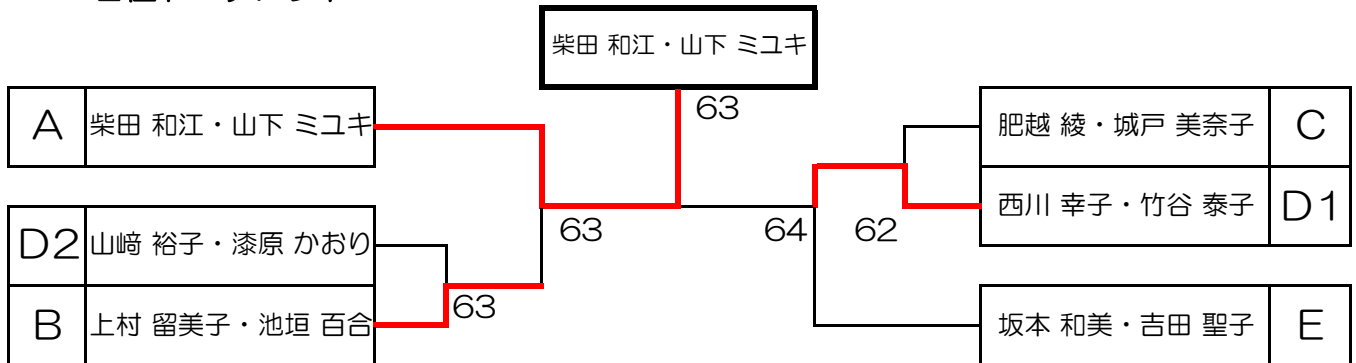 柴田 和江・山下 ミユキ
63
A 柴田 和江・山下 ミユキ
肥越 綾・城戸 美奈子 C
西川 幸子・竹谷 泰子 D1
D2 山﨑 裕子・漆原 かおり
63
64
62
B 上村 留美子・池垣 百合
63
坂本 和美・吉田 聖子 E